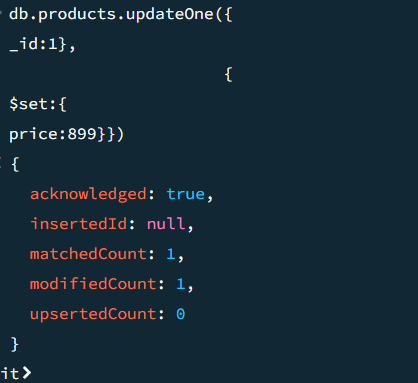 db.products.updateOne({
_id:1},
{
$set:{
price:899}})
{
acknowledged: true,
insertedId: null,
matchedCount: 1,
modifiedCount: 1,
upsertedCount: 0
}
it>